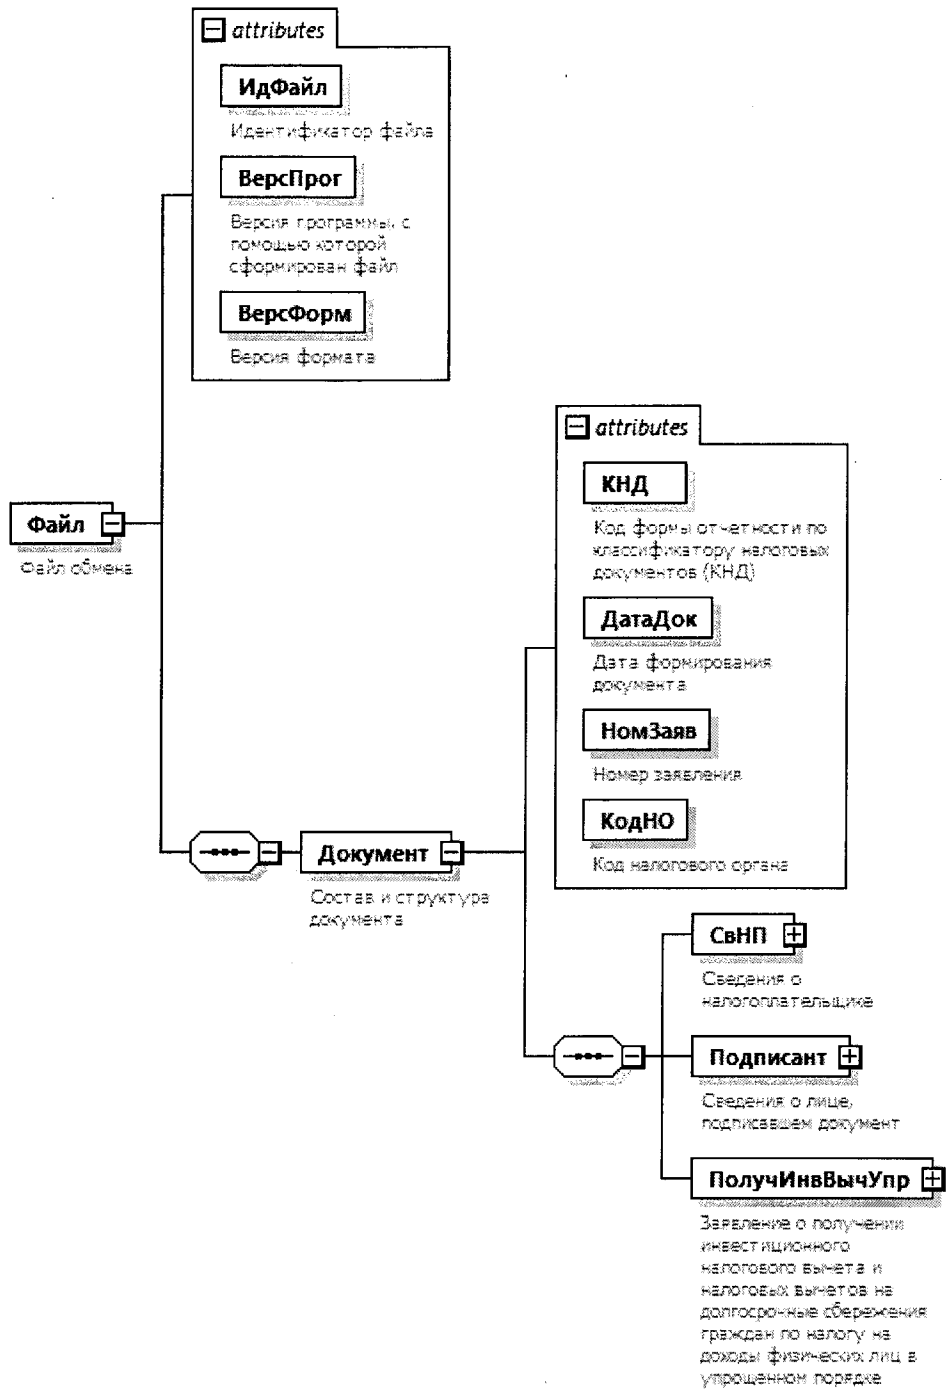 attributes
ИдФайл
Идентификатор файла
ВерсПрог
Версия программы, с
помощью которой
сформирован файл
ВерсФорм
Версия формата
Файл
Файл обмена
Документ
Состав и структура
документа
attributes
КНД
Код формы отчетности по
классификатору налоговых
документов (КНД)
ДатаДок
Дата формирования
документа
НомЗаяв
Номер заявления
КодНО
Код налогового органа
СвНП
Сведения о
налогоплательщике
Подписант
Сведения о лице,
подписавшем документ
ПолучИнвВычУпр
Заявление о получении
инвестиционного
налогового вычета и
налоговых вычетов на
долгосрочные сбережения
граждан по налогу на
доходы физических лиц в
упрощенном порядке